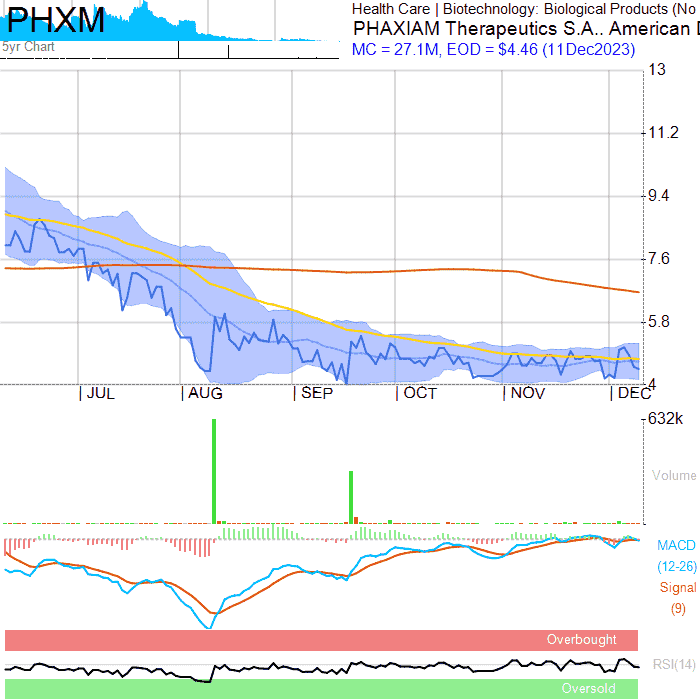 PHXM
5yr Chart
Health Care | Biotechnology: Biological Products (No
PHAXIAM Therapeutics S.A.. American
MC = 27.1M, EOD = $4.46 (11Dec2023)
13
11.2
9.4
7.6
5.8
4
JUL AUG SEP OCT NOV DEC
632k
Volume
MACD
(12-26)
Signal
(9)
Overbought
RSI(14)
Oversold